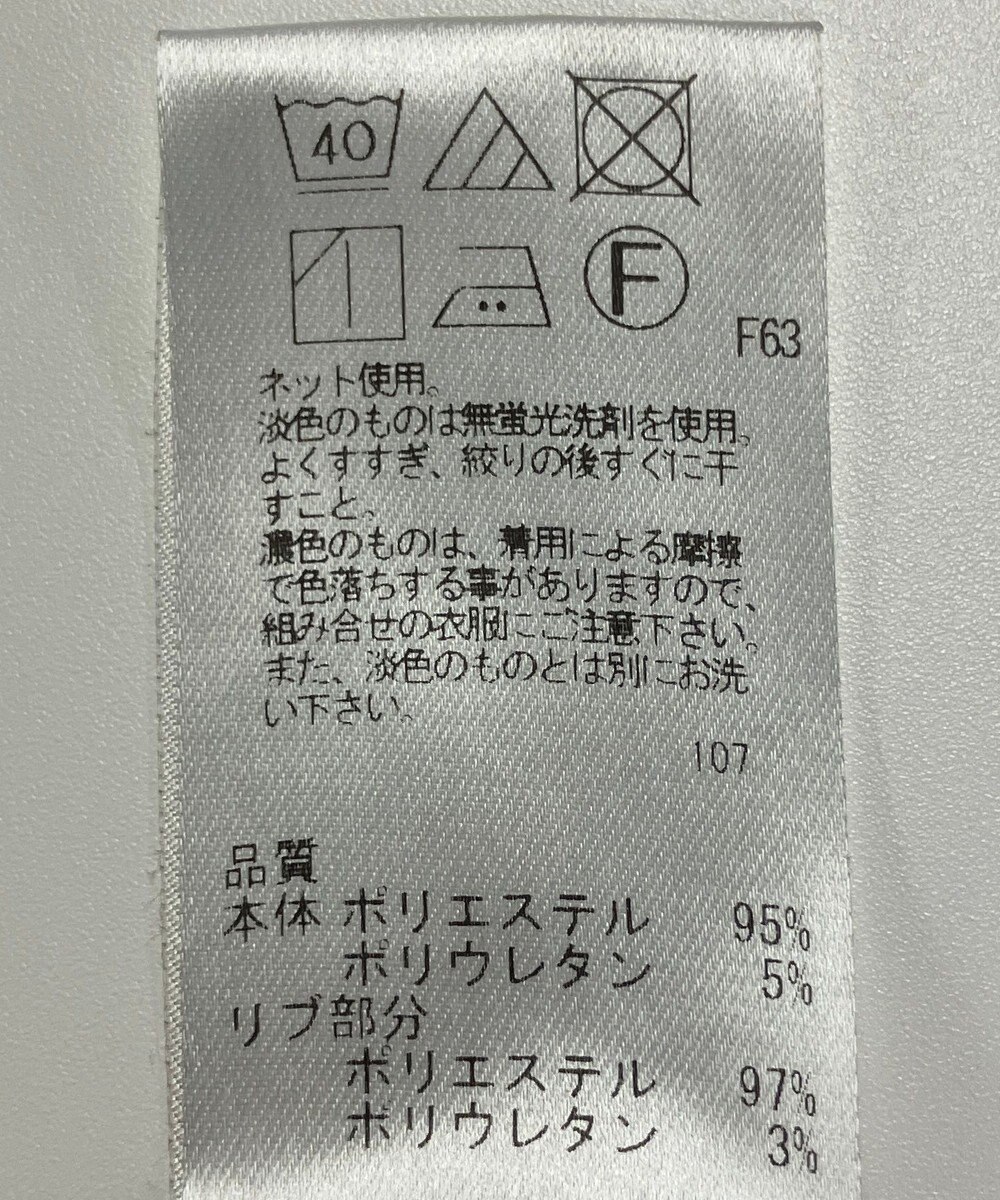 40
F
F63
ネット使用。
淡色のものは無蛍光洗剤を使用。
よくすすぎ、絞りの後すぐに干
すこと。
濃色のものは、着用による摩擦
で色落ちする事がありますので、
組み合せの衣服にご注意下さい。
また、淡色のものとは別にお洗
い下さい。
107
品質
本体 ポリエステル 95%
ポリウレタン 5%
リブ部分
ポリエステル 97%
ポリウレタン 3%